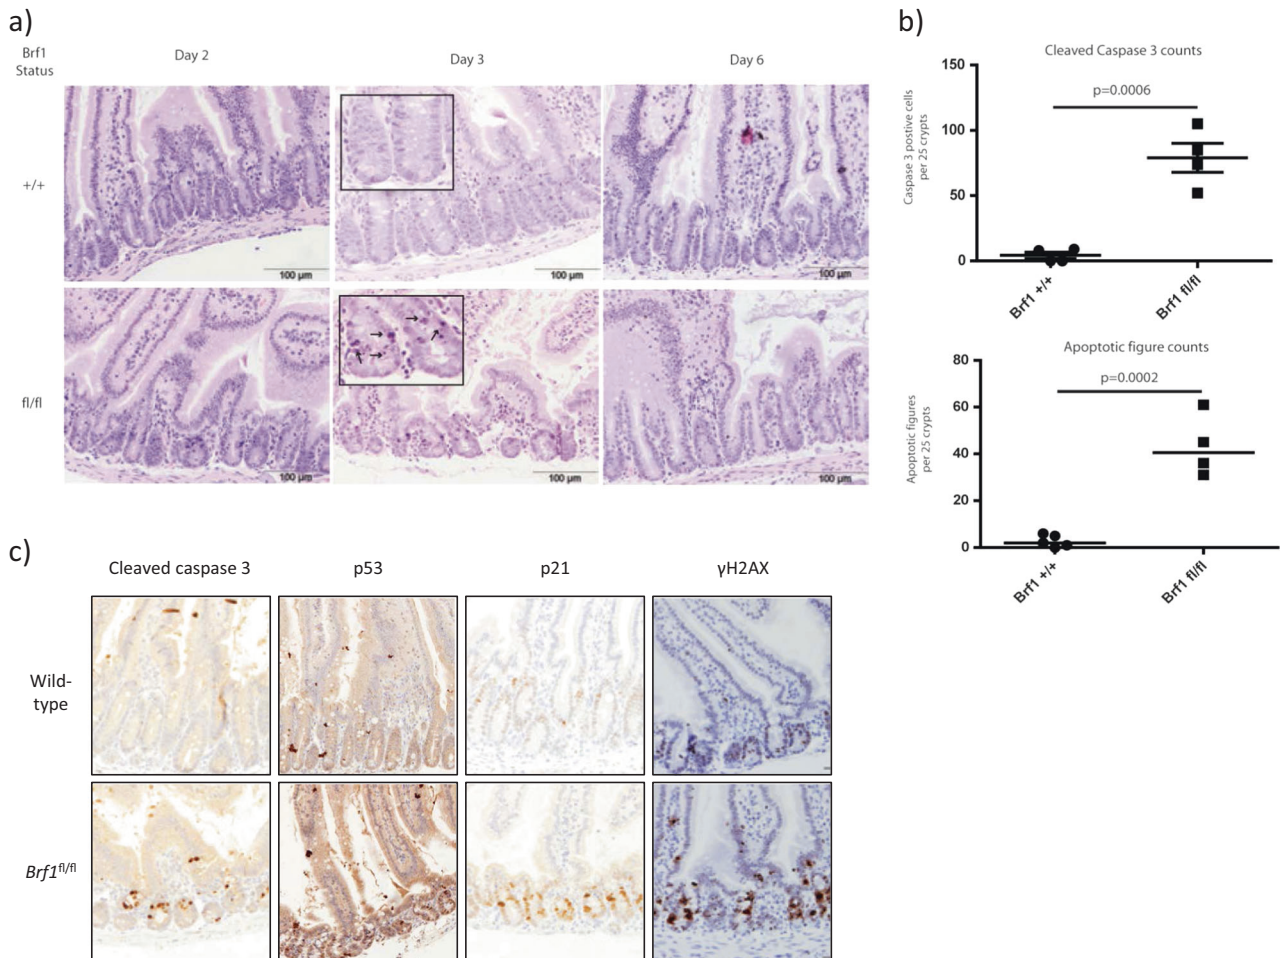 a)
Brf1
Status
Day 2
Day 3
Day 6
+/+
100 µm
100 µm
100 µm
fl/fl
100 µm
100 µm
100 µm
b)
Cleaved Caspase 3 counts
p=0.0006
Caspase 3 postive cells
per 25 crypts
150
100
50
0
Brf1 +/+
Brf1 fl/fl
Apoptotic figure counts
p=0.0002
Apoptotic figures
per 25 crypts
80
60
40
20
0
Brf1 +/+
Brf1 fl/fl
c)
Cleaved caspase 3
p53
p21
γH2AX
Wild-
type
Brf1fl/fl